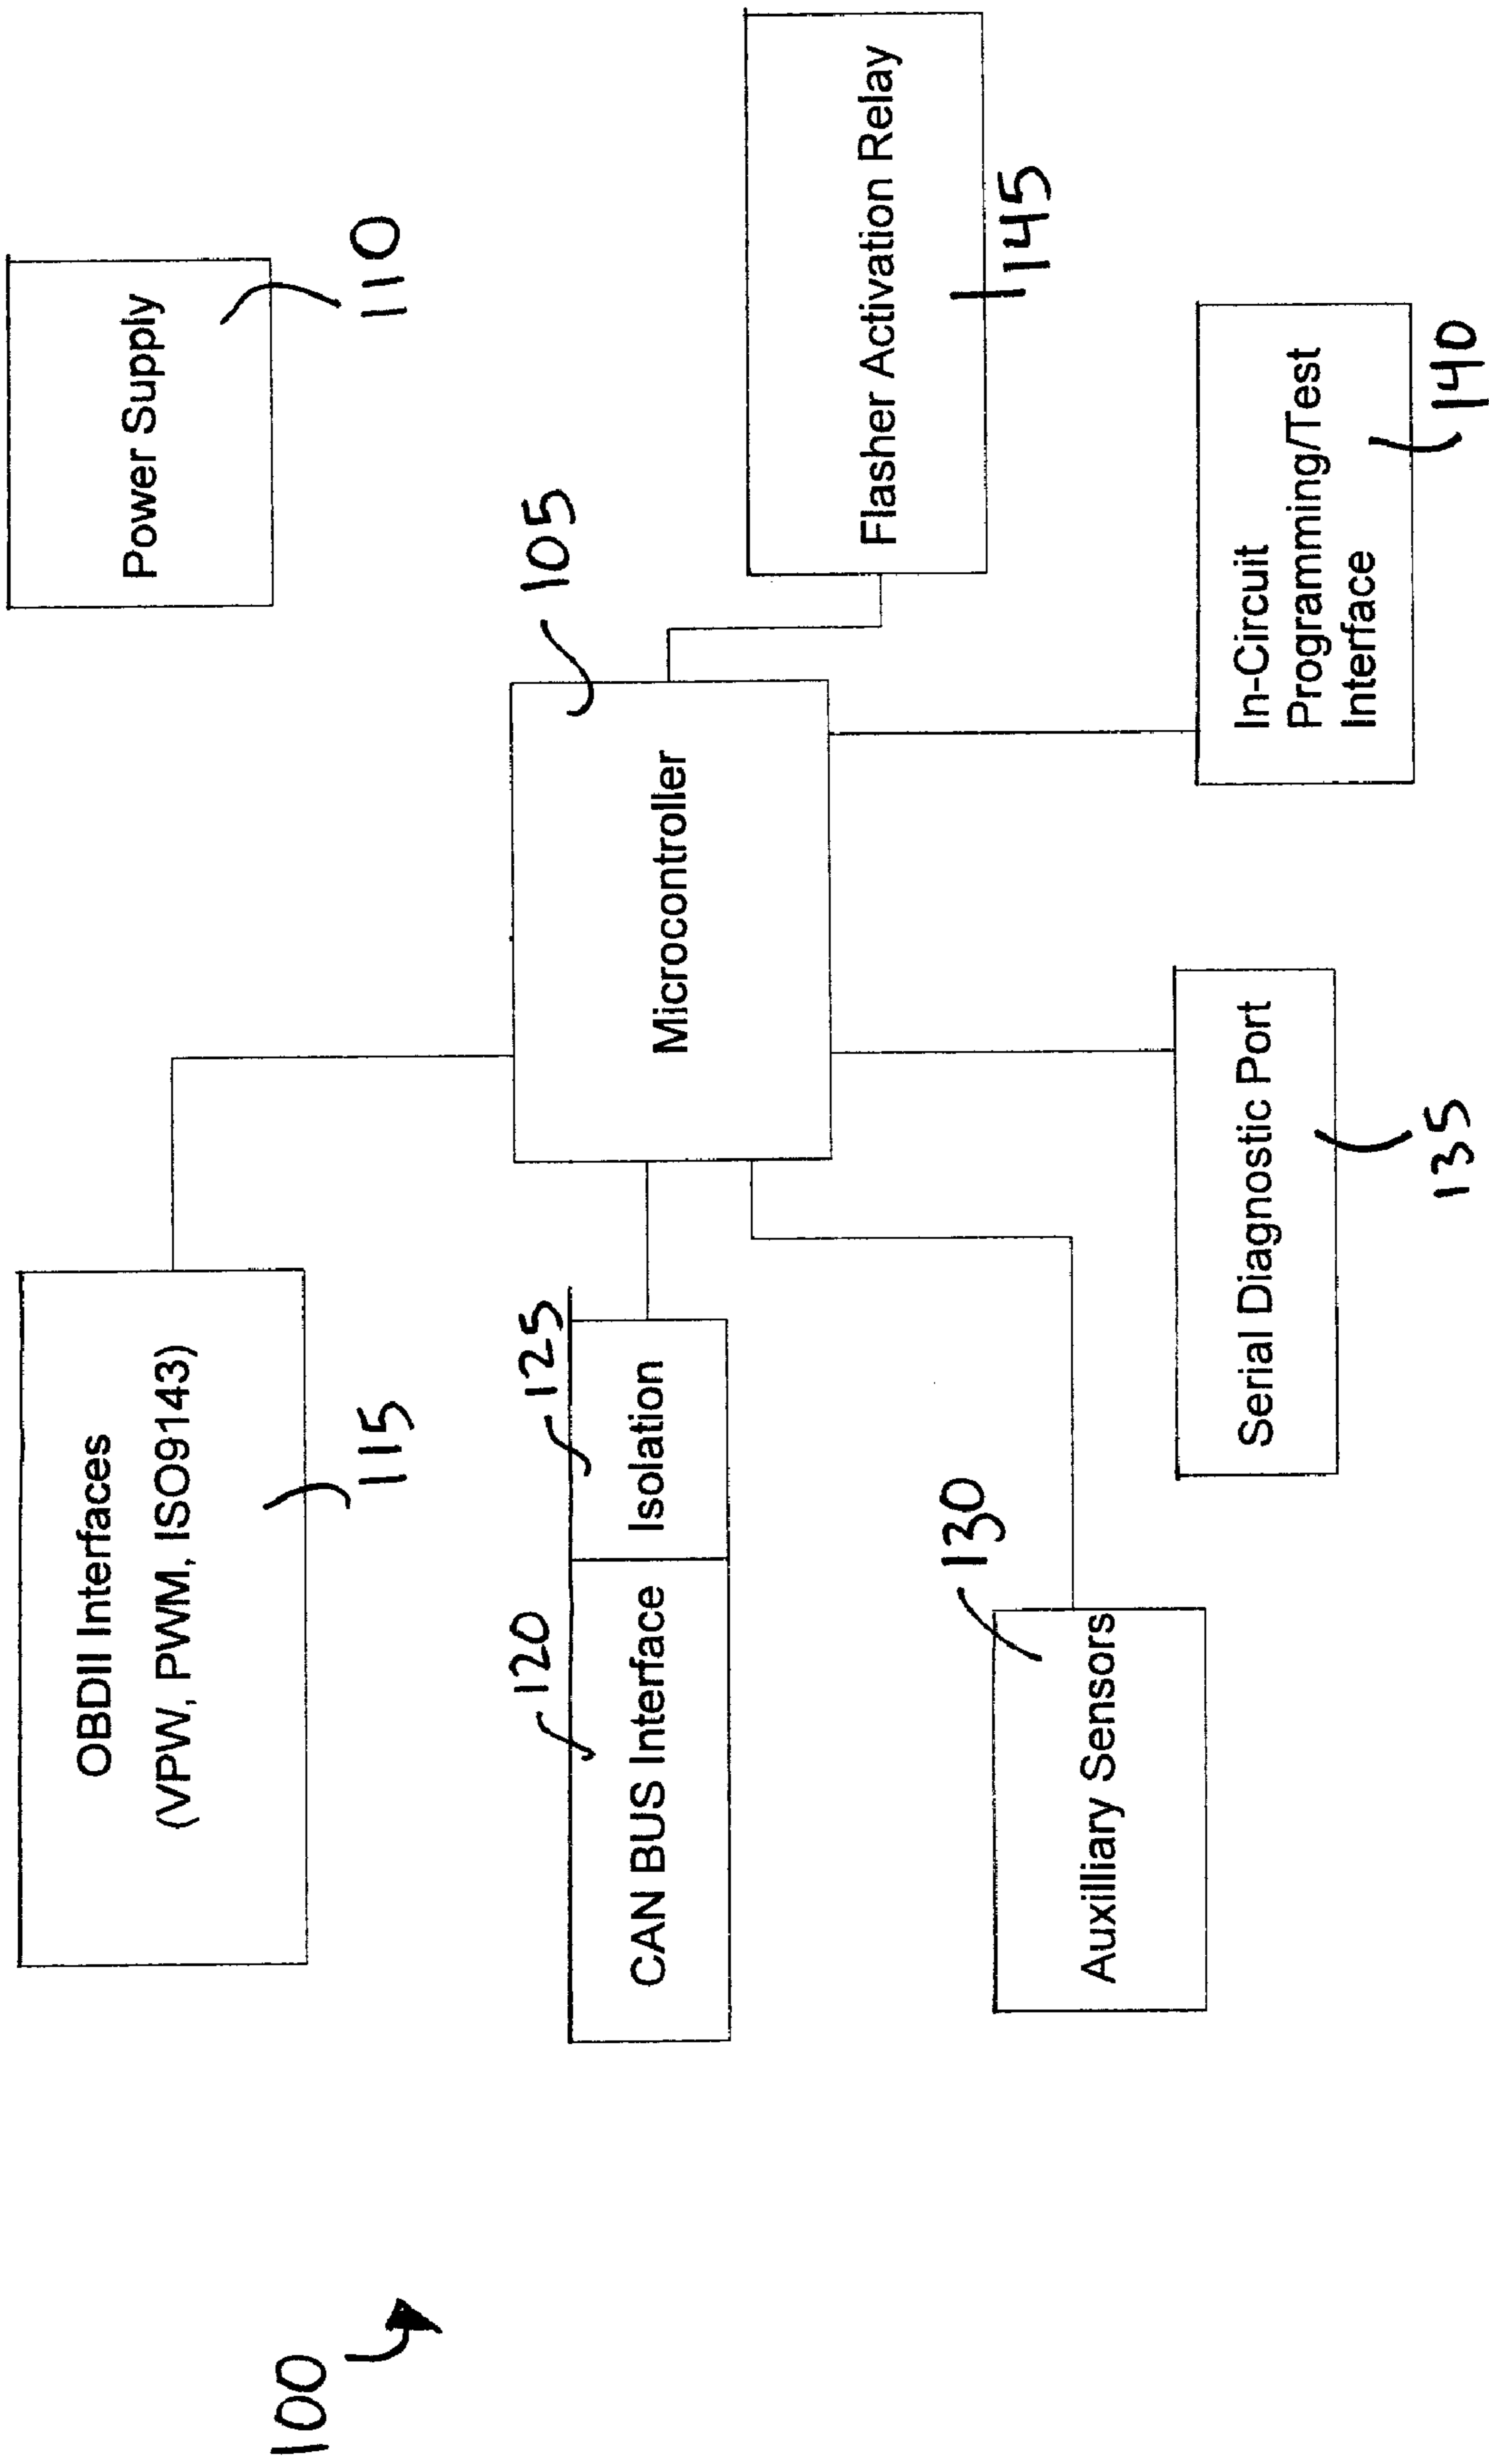 100
OBDII Interfaces
(VPW, PWM, ISO9143)
115
Power Supply
110
120
125
CAN BUS Interface
Isolation
105
Microcontroller
Flasher Activation Relay
145
130
Auxilliary Sensors
Serial Diagnostic Port
135
In-Circuit
Programming/Test
Interface
140